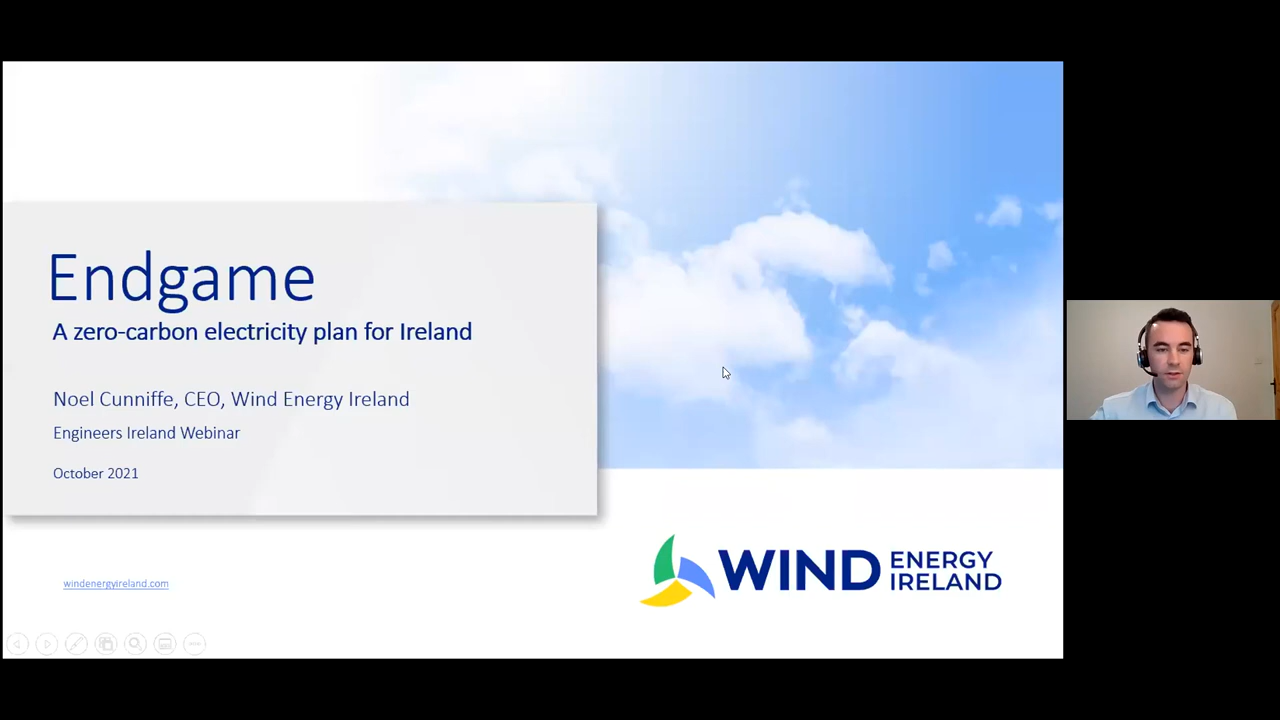 Endgame
A zero-carbon electricity plan for Ireland
Noel Cunniffe, CEO, Wind Energy Ireland
Engineers Ireland Webinar
October 2021
windenergyireland.com
WIND ENERGY IRELAND